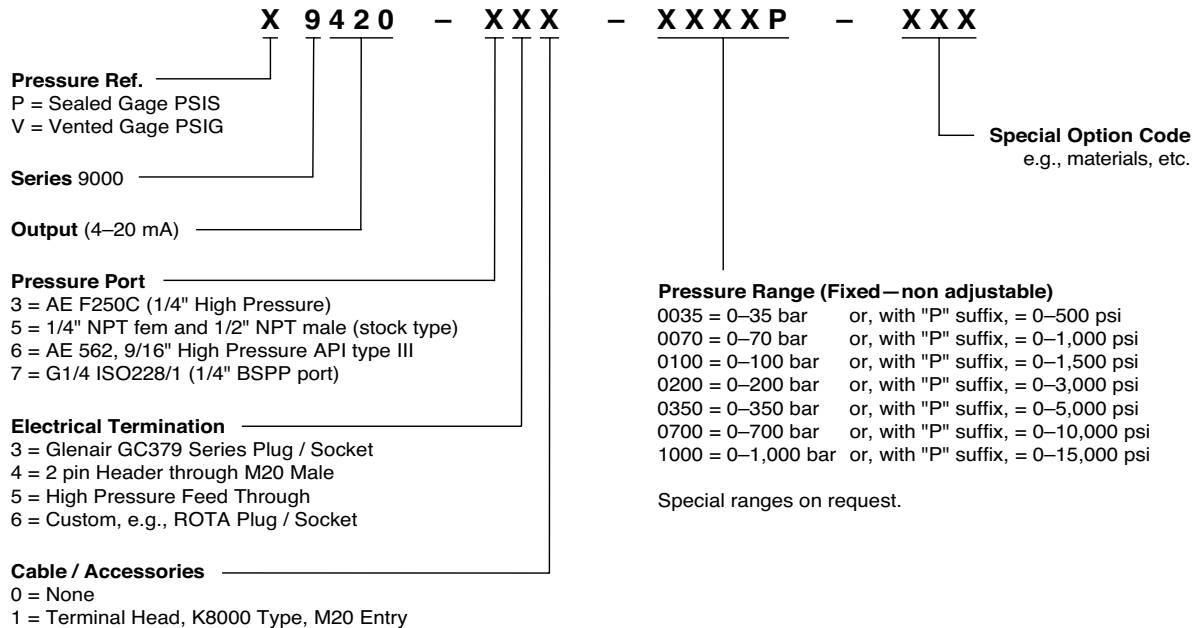 X 9420 – XXX – XXXXP – XXX
Pressure Ref.
P = Sealed Gage PSIS
V = Vented Gage PSIG
Series 9000
Output (4–20 mA)
Pressure Port
3 = AE F250C (1/4" High Pressure)
5 = 1/4" NPT fem and 1/2" NPT male (stock type)
6 = AE 562, 9/16" High Pressure API type III
7 = G1/4 ISO228/1 (1/4" BSPP port)
Electrical Termination
3 = Glenair GC379 Series Plug / Socket
4 = 2 pin Header through M20 Male
5 = High Pressure Feed Through
6 = Custom, e.g., ROTA Plug / Socket
Cable / Accessories
0 = None
1 = Terminal Head, K8000 Type, M20 Entry
Special Option Code
e.g., materials, etc.
Pressure Range (Fixed—non adjustable)
0035 = 0–35 bar or, with "P" suffix, = 0–500 psi
0070 = 0–70 bar or, with "P" suffix, = 0–1,000 psi
0100 = 0–100 bar or, with "P" suffix, = 0–1,500 psi
0200 = 0–200 bar or, with "P" suffix, = 0–3,000 psi
0350 = 0–350 bar or, with "P" suffix, = 0–5,000 psi
0700 = 0–700 bar or, with "P" suffix, = 0–10,000 psi
1000 = 0–1,000 bar or, with "P" suffix, = 0–15,000 psi
Special ranges on request.